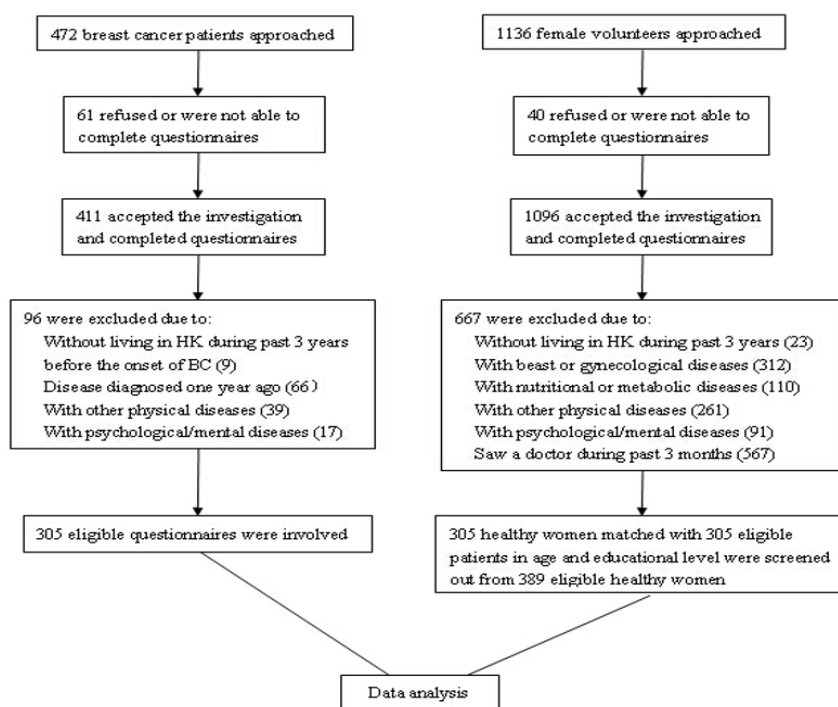 472 breast cancer patients approached
61 refused or were not able to
complete questionnaires
411 accepted the investigation
and completed questionnaires
96 were excluded due to:
Without living in HK during past 3 years
before the onset of BC (9)
Disease diagnosed one year ago (66)
With other physical diseases (39)
With psychological/mental diseases (17)
305 eligible questionnaires were involved
1136 female volunteers approached
40 refused or were not able to
complete questionnaires
1096 accepted the investigation
and completed questionnaires
667 were excluded due to:
Without living in HK during past 3 years (23)
With beast or gynecological diseases (312)
With nutritional or metabolic diseases (110)
With other physical diseases (261)
With psychological/mental diseases (91)
Saw a doctor during past 3 months (567)
305 healthy women matched with 305 eligible
patients in age and educational level were screened
out from 389 eligible healthy women
Data analysis